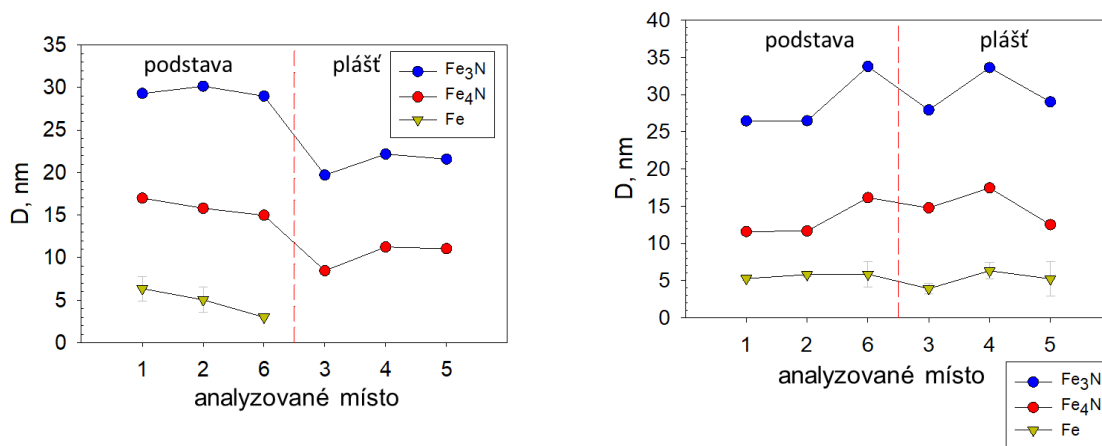 35
30
25
20
15
10
5
0
D, nm
podstava
plášť
Fe3N
Fe4N
Fe
1 2 6 3 4 5
analyzované místo
40
35
30
25
20
15
10
5
0
D, nm
podstava
plášť
1 2 6 3 4 5
analyzované místo
Fe3N
Fe4N
Fe